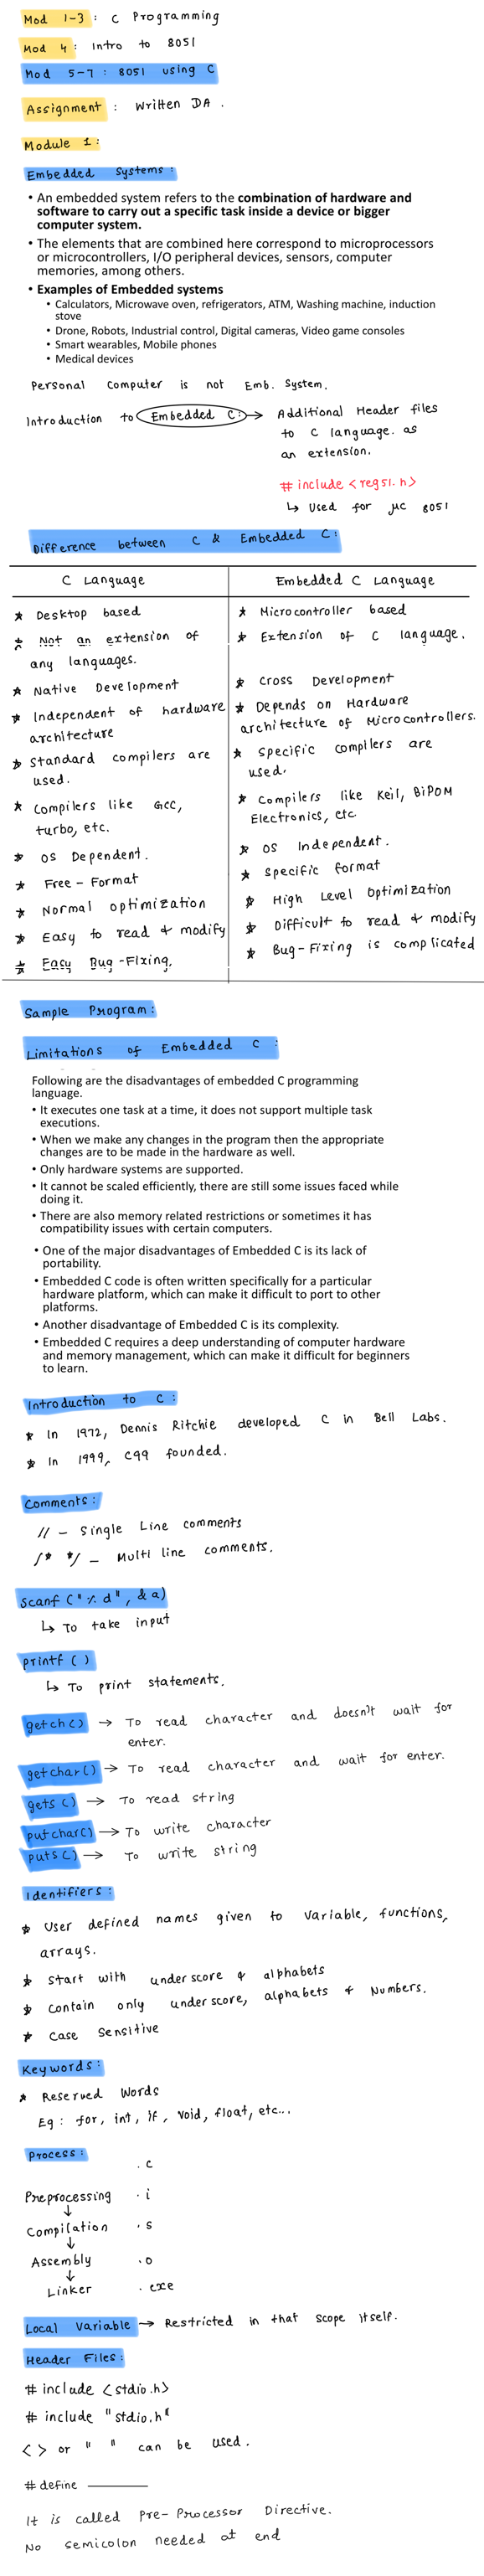 Mod 1-3 : C Programming
Mod 4 : Intro to 8051
Mod 5-7 : 8051 using C
Assignment : Written DA .
Module 1 :
Embedded Systems :
• An embedded system refers to the combination of hardware and
software to carry out a specific task inside a device or bigger
computer system.
• The elements that are combined here correspond to microprocessors
or microcontrollers, I/O peripheral devices, sensors, computer
memories, among others.
• Examples of Embedded systems
• Calculators, Microwave oven, refrigerators, ATM, Washing machine, induction
stove
• Drone, Robots, Industrial control, Digital cameras, Video game consoles
• Smart wearables, Mobile phones
• Medical devices
Personal Computer is not Emb. System.
Introduction to Embedded C: → Additional Header files
to C language. as
an extension.
# include <reg51.h>
↳ Used for µc 8051
Difference between C & Embedded C:
C Language
* Desktop based
* Not an extension of
any languages.
* Native Development
* Independent of hardware
architecture
* Standard compilers are
used.
* Compilers like GCC,
turbo, etc.
* OS Dependent.
* Free - Format
* Normal optimization
* Easy to read & modify
* Easy Bug -Fixing.
Embedded C Language
* Microcontroller based
* Extension of C language.
* Cross Development
* Depends on Hardware
architecture of Microcontrollers.
* Specific compilers are
used.
* Compilers like Keil, BiPOM
Electronics, etc
* OS Independent.
* Specific format
* High Level Optimization
* Difficult to read & modify
* Bug-Fixing is complicated
Sample Program:
Limitations of Embedded C :
Following are the disadvantages of embedded C programming
language.
• It executes one task at a time, it does not support multiple task
executions.
• When we make any changes in the program then the appropriate
changes are to be made in the hardware as well.
• Only hardware systems are supported.
• It cannot be scaled efficiently, there are still some issues faced while
doing it.
• There are also memory related restrictions or sometimes it has
compatibility issues with certain computers.
• One of the major disadvantages of Embedded C is its lack of
portability.
• Embedded C code is often written specifically for a particular
hardware platform, which can make it difficult to port to other
platforms.
• Another disadvantage of Embedded C is its complexity.
• Embedded C requires a deep understanding of computer hardware
and memory management, which can make it difficult for beginners
to learn.
Introduction to C :
* In 1972, Dennis Ritchie developed C in Bell Labs.
* In 1999, C99 founded.
Comments :
// - Single Line comments
/* */ - Multi line comments.
scanf ("%d", &a)
↳ To take input
printf ( )
↳ To print statements.
getch() → To read character and doesn't wait for
enter.
getchar() → To read character and wait for enter.
gets () → To read string
putchar() → To write character
puts () → To write string
Identifiers :
* User defined names given to Variable, functions,
arrays.
* Start with underscore & alphabets
* Contain only underscore, alphabets & Numbers.
* Case Sensitive
Keywords :
* Reserved Words
Eg : for, int, if, void, float, etc...
Process :
.c
Preprocessing .i
↓
Compilation .s
↓
Assembly .o
↓
Linker .exe
Local Variable → Restricted in that scope itself.
Header Files :
# include <stdio.h>
# include "stdio.h"
< > or " " can be used .
# define ______
It is called Pre-Processor Directive.
No semicolon needed at end